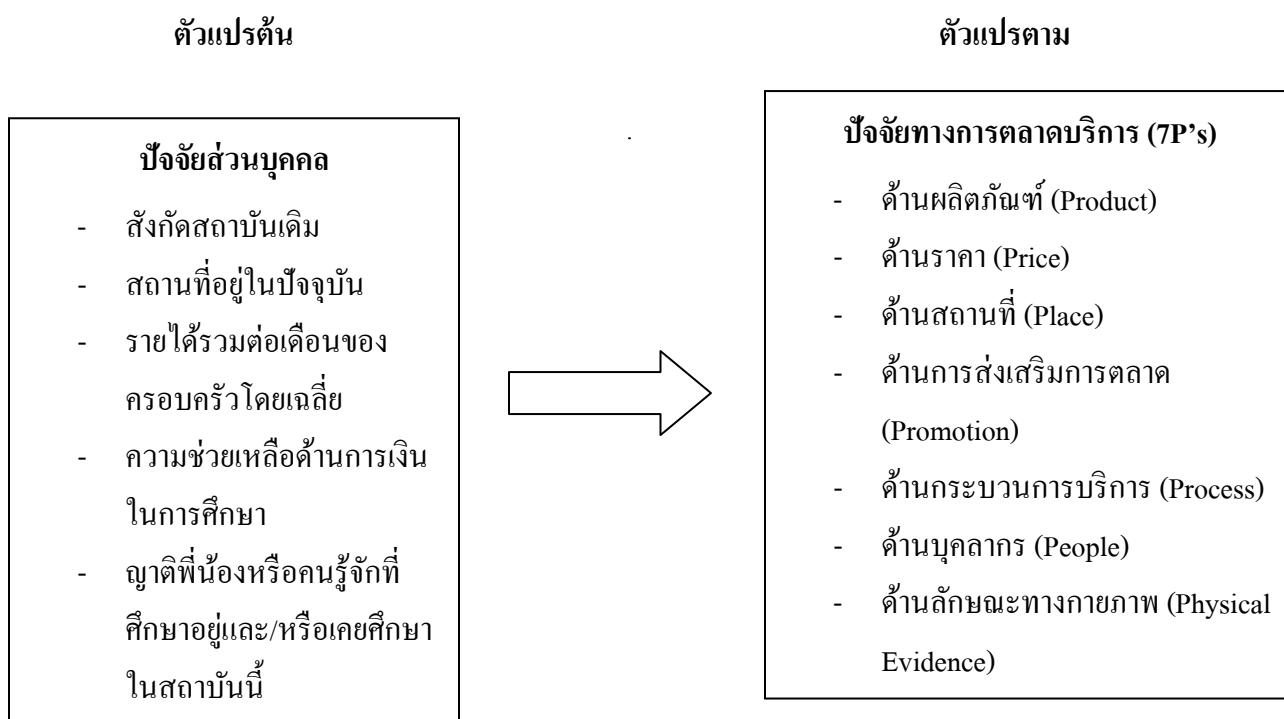 ตัวแปรต้น
ตัวแปรตาม
ปัจจัยส่วนบุคคล
- สังกัดสถาบันเดิม
- สถานที่อยู่ในปัจจุบัน
- รายได้รวมต่อเดือนของ
ครอบครัวโดยเฉลี่ย
- ความช่วยเหลือด้านการเงิน
ในการศึกษา
- ญาติพี่น้องหรือคนรู้จักที่
ศึกษาอยู่และ/หรือเคยศึกษา
ในสถาบันนี้
ปัจจัยทางการตลาดบริการ (7P’s)
- ด้านผลิตภัณฑ์ (Product)
- ด้านราคา (Price)
- ด้านสถานที่ (Place)
- ด้านการส่งเสริมการตลาด
(Promotion)
- ด้านกระบวนการบริการ (Process)
- ด้านบุคลากร (People)
- ด้านลักษณะทางกายภาพ (Physical
Evidence)